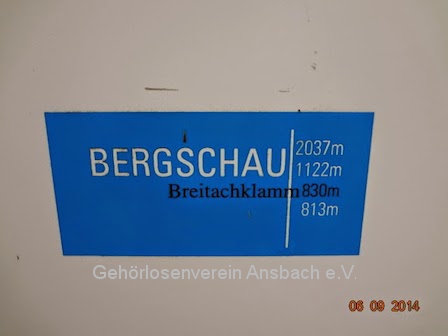 BERGSCHAU 2037m
1122m
Breitachklamm 830m
813m
Gehörlosenverein Ansbach e.V.
06 09 2014